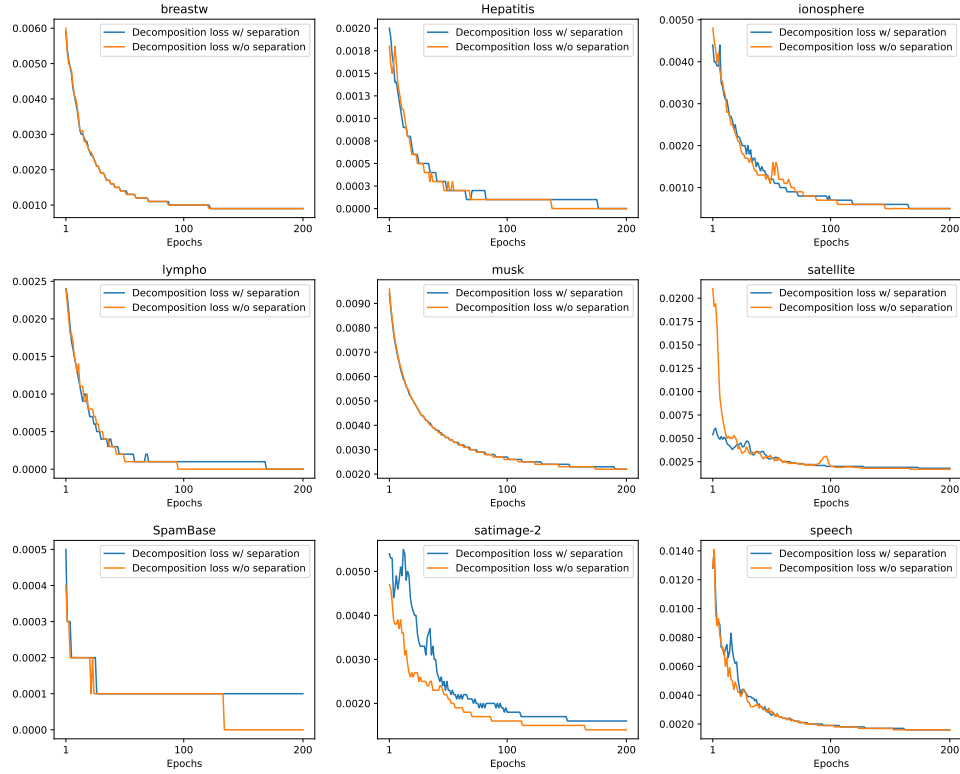 breastw
0.0060
0.0050
0.0040
0.0030
0.0020
0.0010
Decomposition loss w/ separation
Decomposition loss w/o separation
1
100
200
Epochs
Hepatitis
0.0020
0.0018
0.0015
0.0013
0.0010
0.0008
0.0005
0.0003
0.0000
Decomposition loss w/ separation
Decomposition loss w/o separation
1
100
200
Epochs
ionosphere
0.0050
0.0040
0.0030
0.0020
0.0010
Decomposition loss w/ separation
Decomposition loss w/o separation
1
100
200
Epochs
lympho
0.0025
0.0020
0.0015
0.0010
0.0005
0.0000
Decomposition loss w/ separation
Decomposition loss w/o separation
1
100
200
Epochs
musk
0.0090
0.0080
0.0070
0.0060
0.0050
0.0040
0.0030
0.0020
Decomposition loss w/ separation
Decomposition loss w/o separation
1
100
200
Epochs
satellite
0.0200
0.0175
0.0150
0.0125
0.0100
0.0075
0.0050
0.0025
Decomposition loss w/ separation
Decomposition loss w/o separation
1
100
200
Epochs
SpamBase
0.0005
0.0004
0.0003
0.0002
0.0001
0.0000
Decomposition loss w/ separation
Decomposition loss w/o separation
1
100
200
Epochs
satimage-2
0.0050
0.0040
0.0030
0.0020
Decomposition loss w/ separation
Decomposition loss w/o separation
1
100
200
Epochs
speech
0.0140
0.0120
0.0100
0.0080
0.0060
0.0040
0.0020
Decomposition loss w/ separation
Decomposition loss w/o separation
1
100
200
Epochs